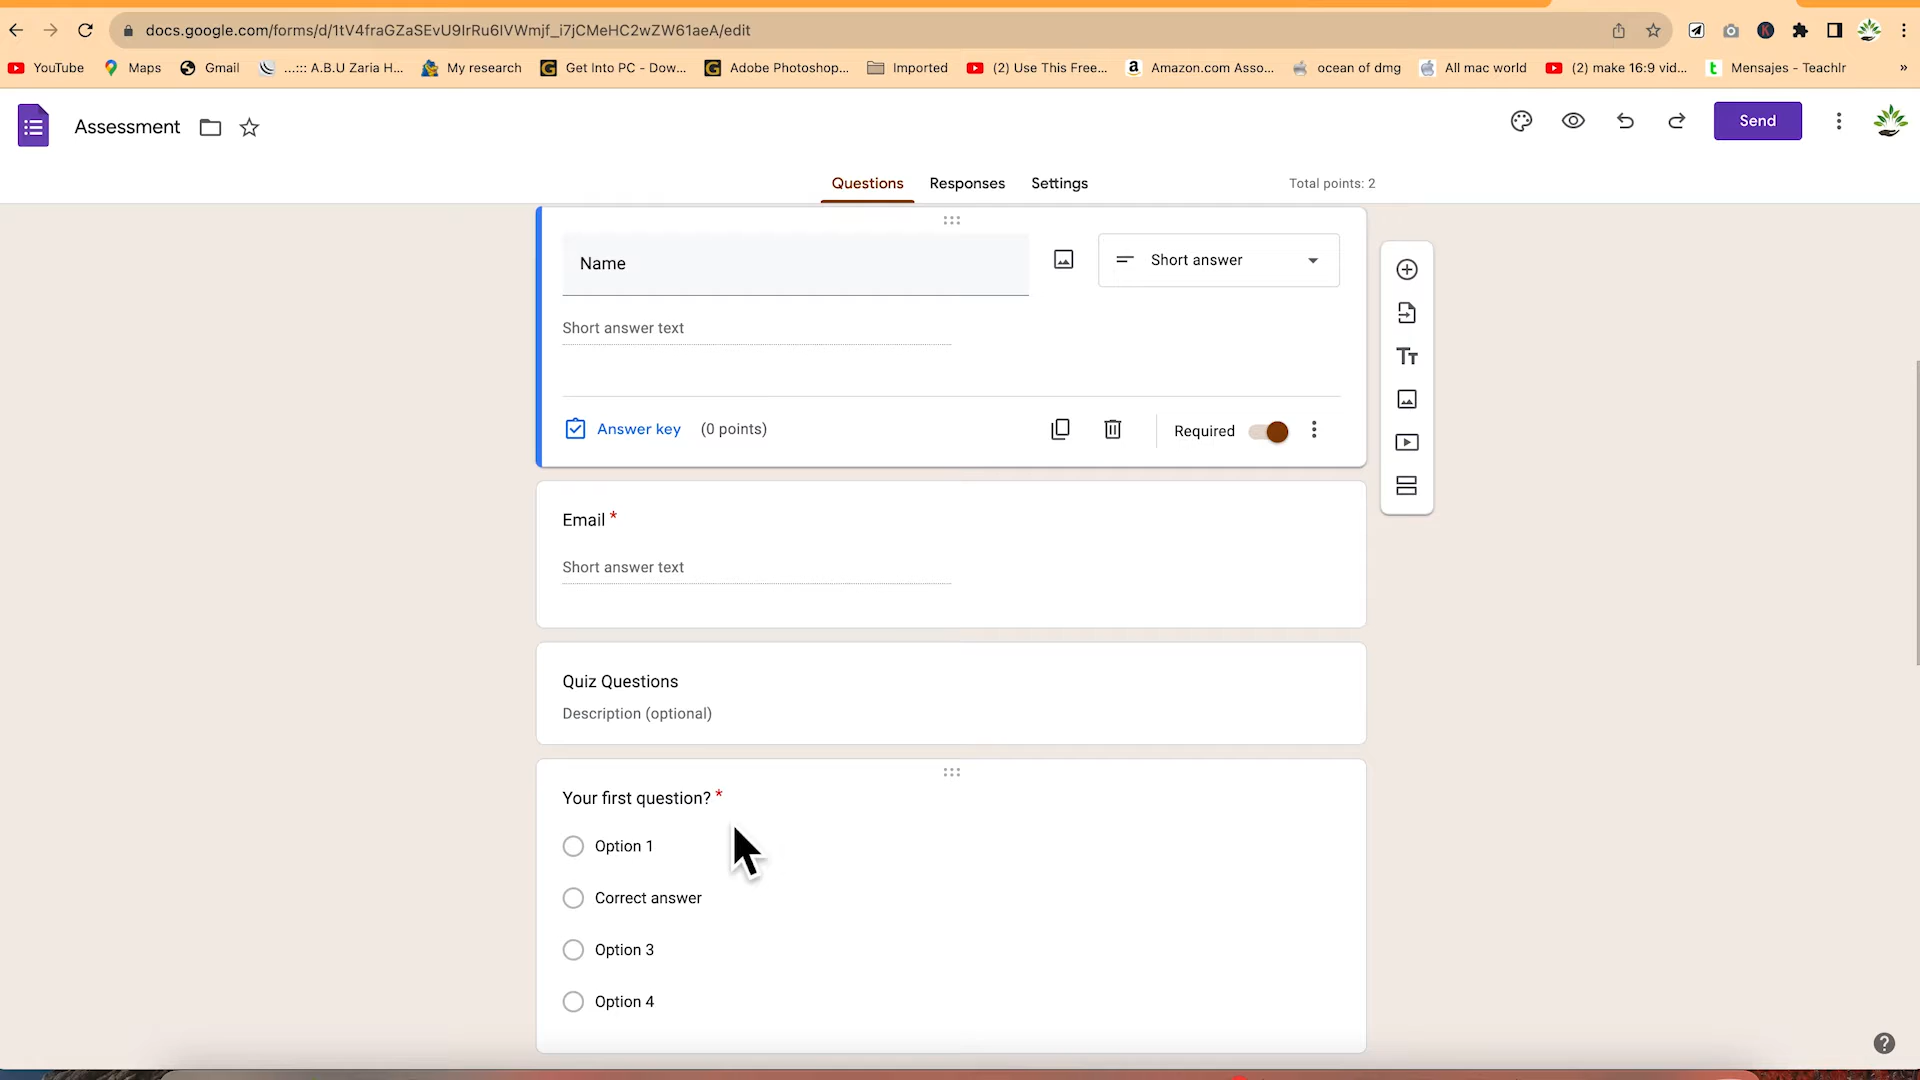 docs.google.com/forms/d/1tV4fraGZaSEvU9IrRu6IVWmjf_i7jCMeHC2wZW61aeA/edit
YouTube Maps Gmail ...::: A.B.U Zaria H... My research Get Into PC - Dow... Adobe Photoshop... Imported (2) Use This Free... Amazon.com Asso... ocean of dmg All mac world (2) make 16:9 vid... Mensajes - Teachlr »
Assessment Send
Questions Responses Settings Total points: 2
Name Short answer
Short answer text
Answer key (0 points) Required
Email *
Short answer text
Quiz Questions
Description (optional)
Your first question? *
Option 1
Correct answer
Option 3
Option 4